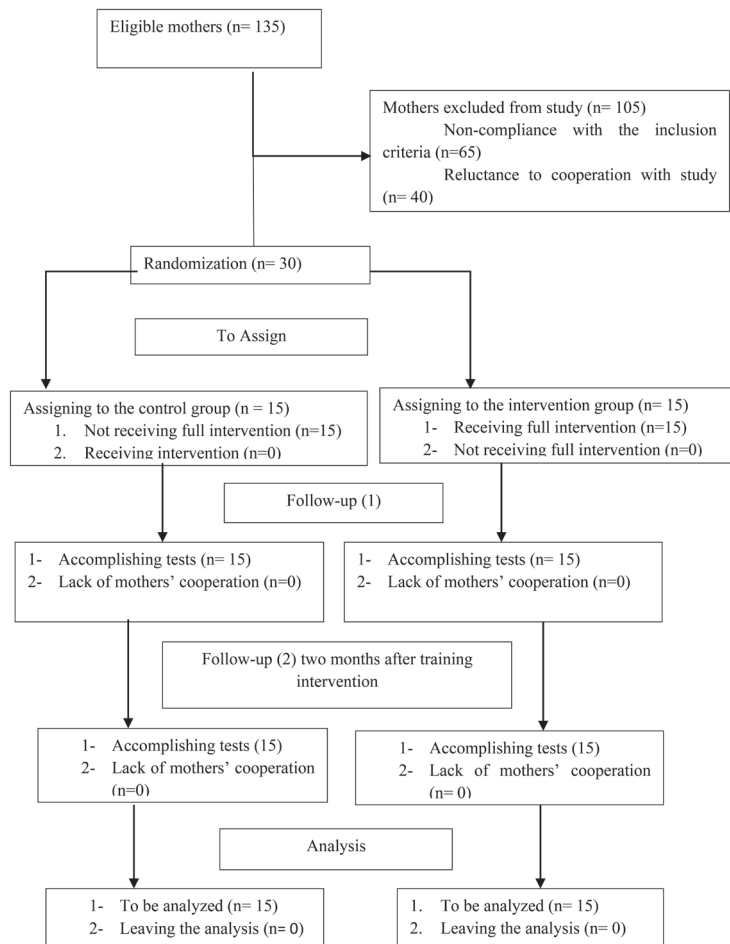 Eligible mothers (n= 135)
Mothers excluded from study (n= 105)
Non-compliance with the inclusion
criteria (n=65)
Reluctance to cooperation with study
(n= 40)
Randomization (n= 30)
To Assign
Assigning to the control group (n = 15)
1. Not receiving full intervention (n=15)
2. Receiving intervention (n=0)
Assigning to the intervention group (n= 15)
1- Receiving full intervention (n=15)
2- Not receiving full intervention (n=0)
Follow-up (1)
1- Accomplishing tests (n= 15)
2- Lack of mothers’ cooperation (n=0)
1- Accomplishing tests (n= 15)
2- Lack of mothers’ cooperation (n=0)
Follow-up (2) two months after training
intervention
1- Accomplishing tests (15)
2- Lack of mothers’ cooperation
(n=0)
1- Accomplishing tests (15)
2- Lack of mothers’ cooperation
(n= 0)
Analysis
1- To be analyzed (n= 15)
2- Leaving the analysis (n= 0)
1. To be analyzed (n= 15)
2. Leaving the analysis (n= 0)